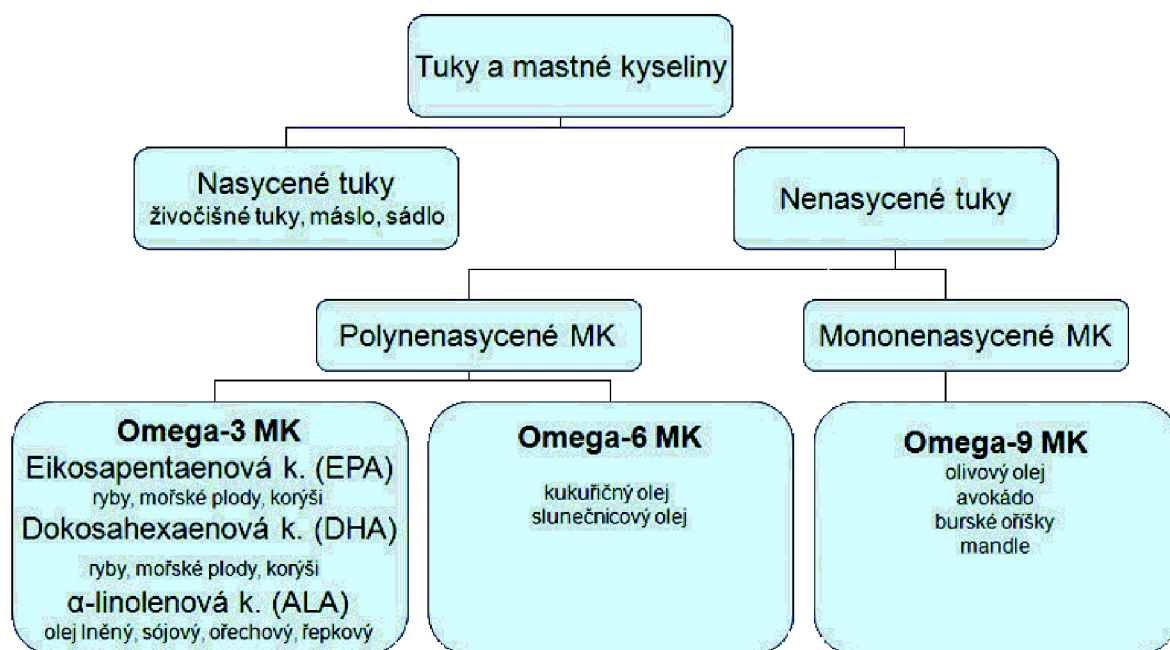 Tuky a mastné kyseliny
Nasycené tuky
živočišné tuky, máslo, sádlo
Nenasycené tuky
Polynenasycené MK
Mononenasycené MK
Omega-3 MK
Eikosapentaenová k. (EPA)
ryby, mořské plody, korýši
Dokosahexaenová k. (DHA)
ryby, mořské plody, korýši
α-linolenová k. (ALA)
olej lněný, sójový, ořechový, řepkový
Omega-6 MK
kukuřičný olej
slunečnicový olej
Omega-9 MK
olivový olej
avokádo
burské oříšky
mandle